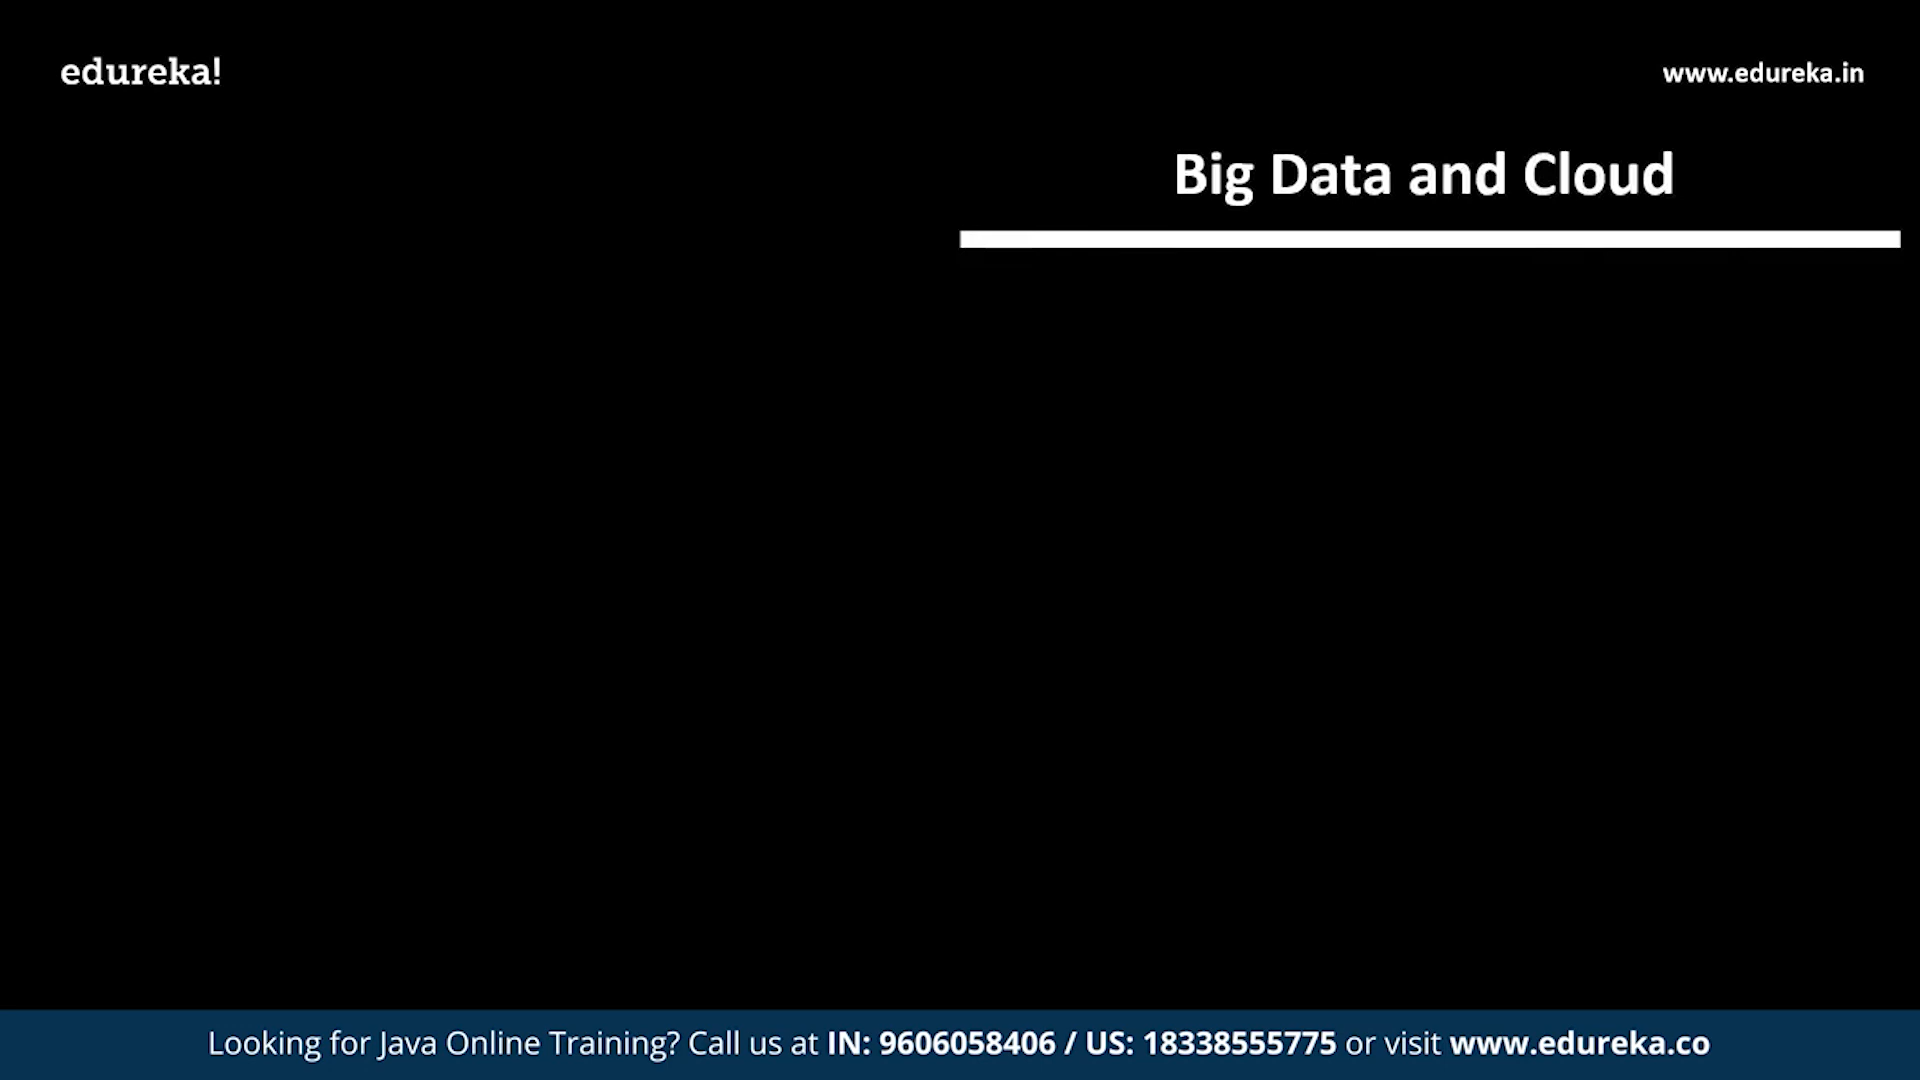 edureka!
www.edureka.in
Big Data and Cloud
Looking for Java Online Training? Call us at IN: 9606058406 / US: 18338555775 or visit www.edureka.co